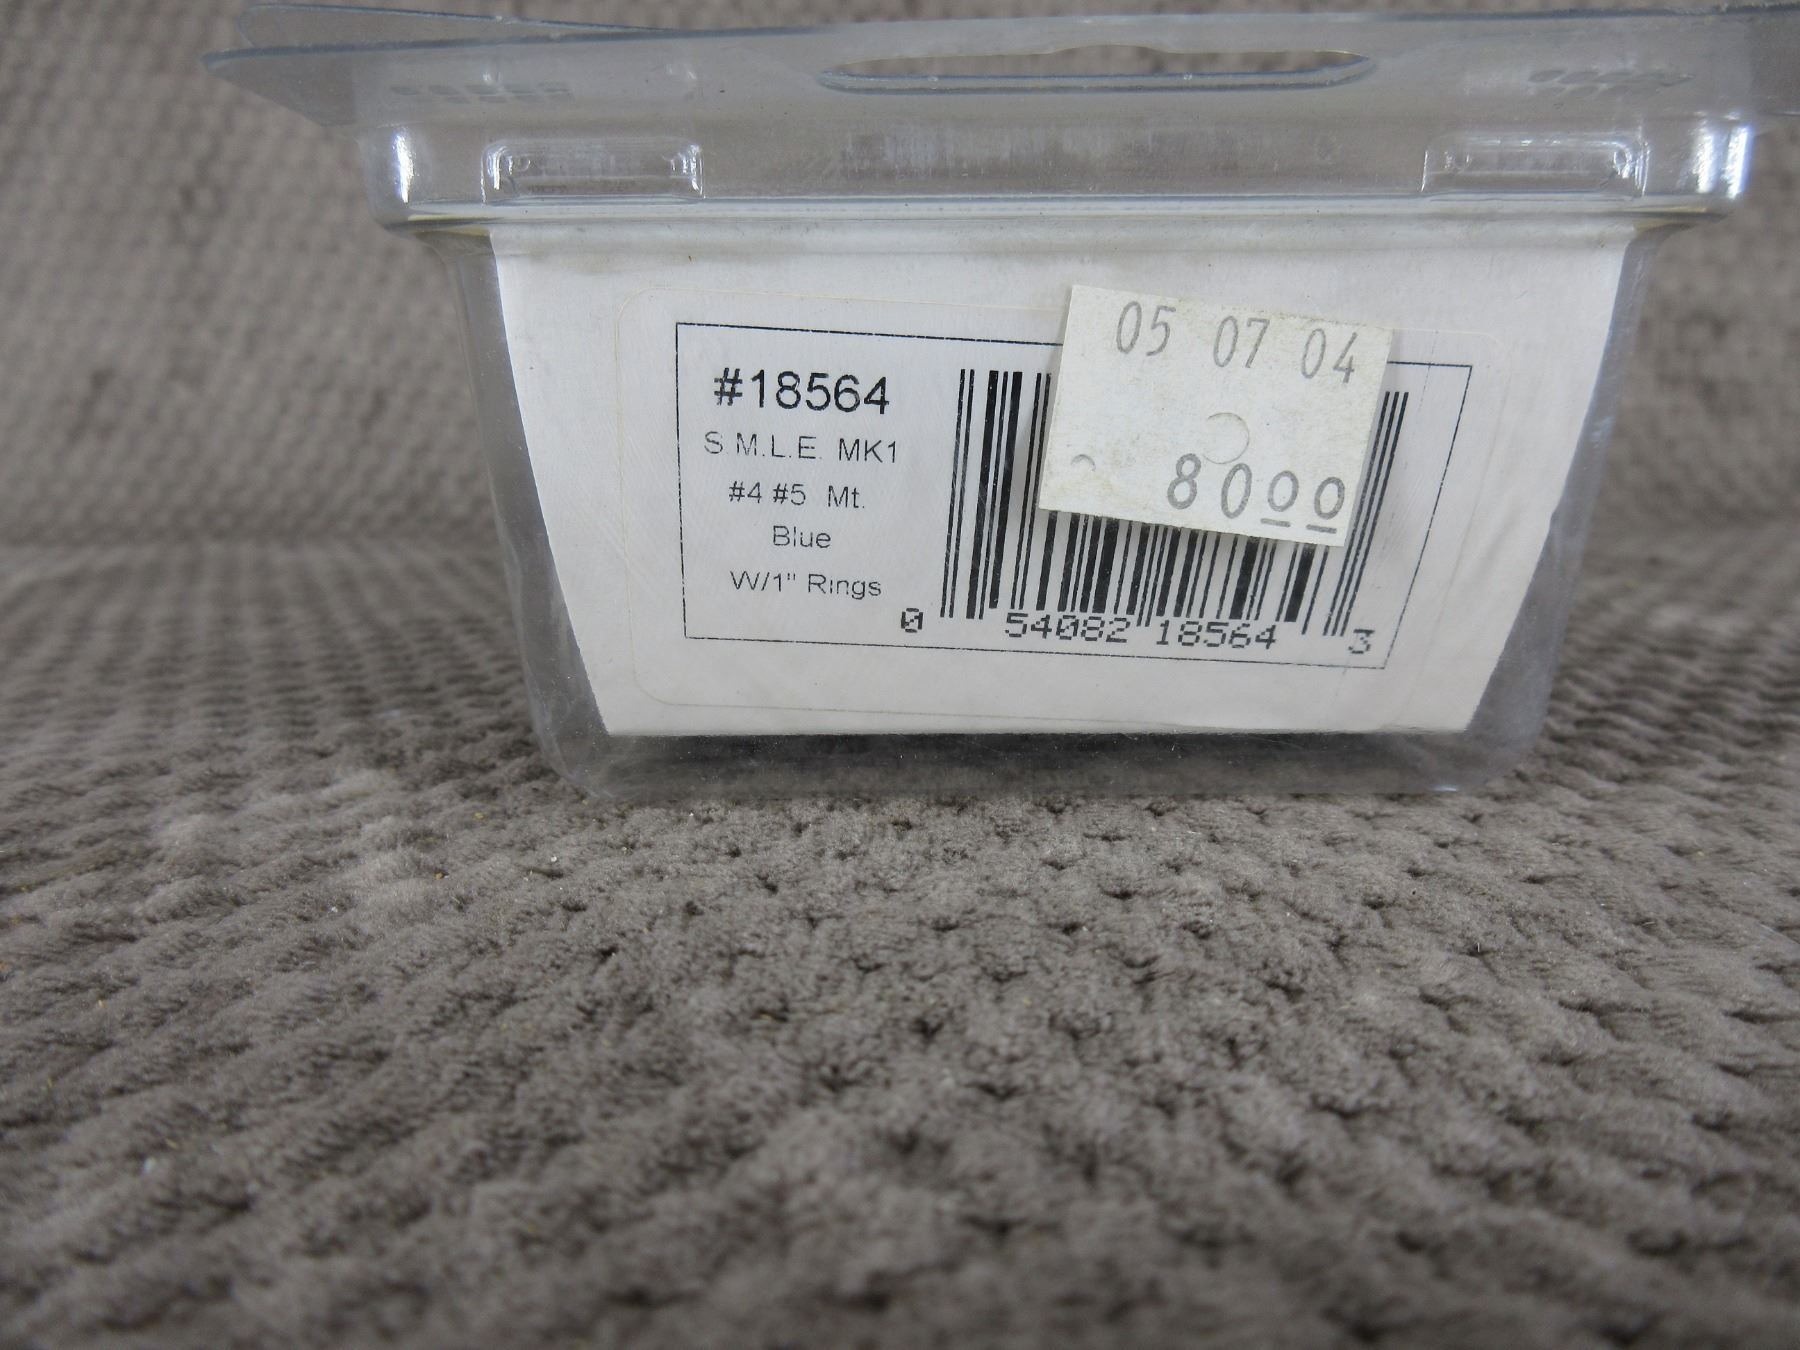 #18564
S.M.L.E. MK1
#4 #5 Mt.
Blue
W/1" Rings
05 07 04
8000
0 54082 18564 3